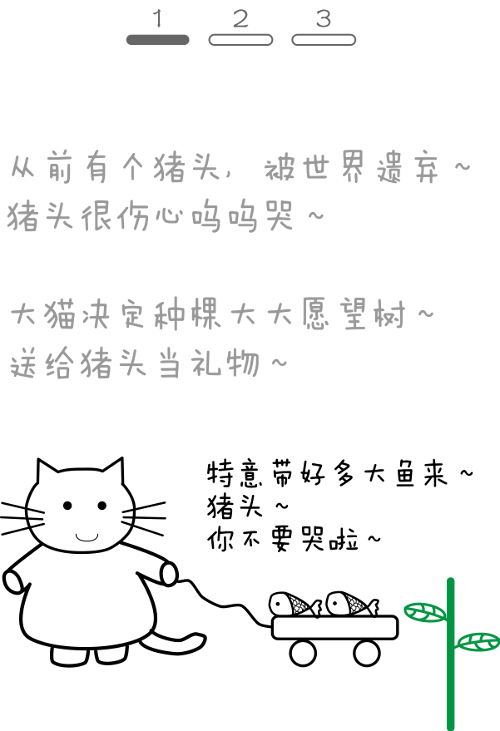 1 2 3
从前有个猪头，被世界遗弃~
猪头很伤心呜呜哭~
大猫决定种棵大大愿望树~
送给猪头当礼物~
特意带好多大鱼来~
猪头~
你不要哭啦~